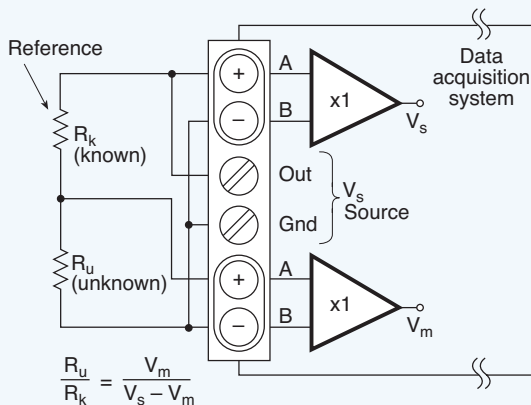 Reference
R_k
(known)
R_u
(unknown)
+
A
−
B
x1
V_s
Data
acquisition
system
Out
Gnd
V_s
Source
+
A
−
B
x1
V_m
R_u/R_k = V_m/(V_s − V_m)